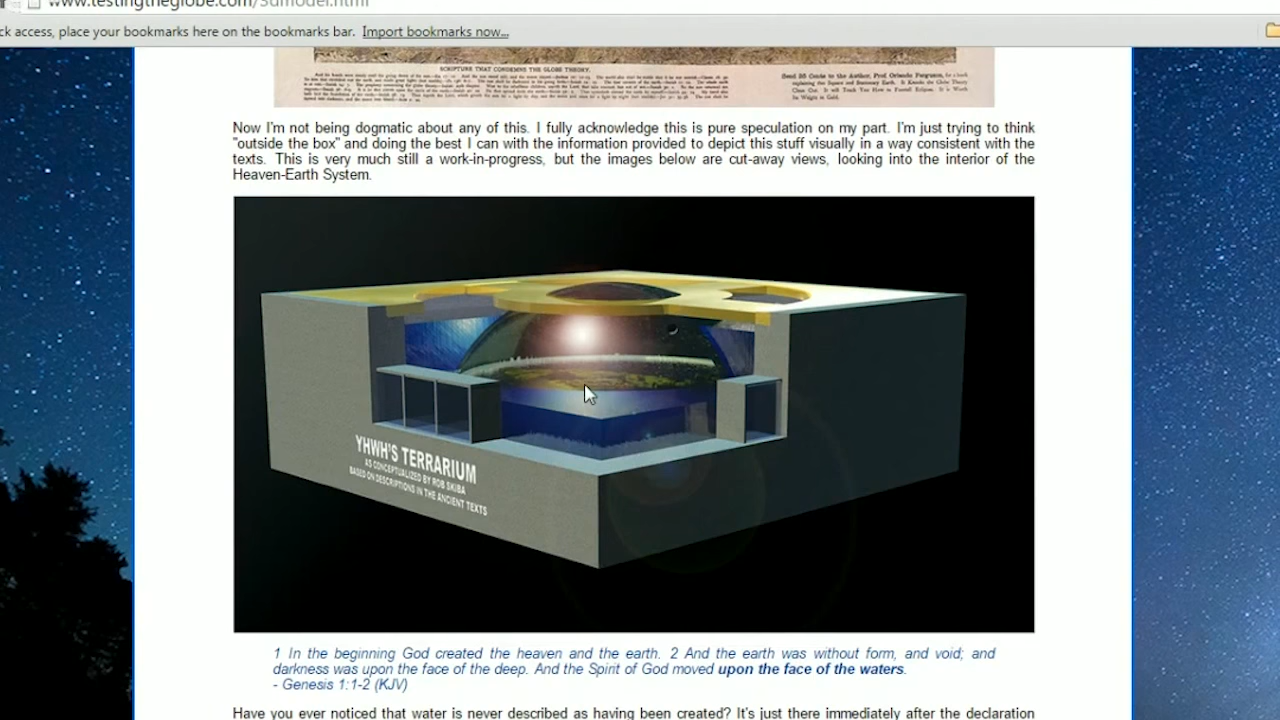 www.testingtheglobe.com/3dmodel.html
ck access, place your bookmarks here on the bookmarks bar. Import bookmarks now...
SCRIPTURE THAT CONDEMNS THE GLOBE THEORY.
Send 25 Cents to the Author, Prof. Orlando Ferguson, for a book
explaining the Square and Stationary Earth. It Knocks the Globe Theory
Clean Out. It will Teach You How to Foretell Eclipses. It is Worth
Its Weight in Gold.
Now I'm not being dogmatic about any of this. I fully acknowledge this is pure speculation on my part. I'm just trying to think
"outside the box" and doing the best I can with the information provided to depict this stuff visually in a way consistent with the
texts. This is very much still a work-in-progress, but the images below are cut-away views, looking into the interior of the
Heaven-Earth System.
YHWH'S TERRARIUM
AS CONCEPTUALIZED BY ROB SKIBA
BASED ON DESCRIPTIONS IN THE ANCIENT TEXTS
1 In the beginning God created the heaven and the earth. 2 And the earth was without form, and void; and
darkness was upon the face of the deep. And the Spirit of God moved upon the face of the waters.
- Genesis 1:1-2 (KJV)
Have you ever noticed that water is never described as having been created? It's just there immediately after the declaration